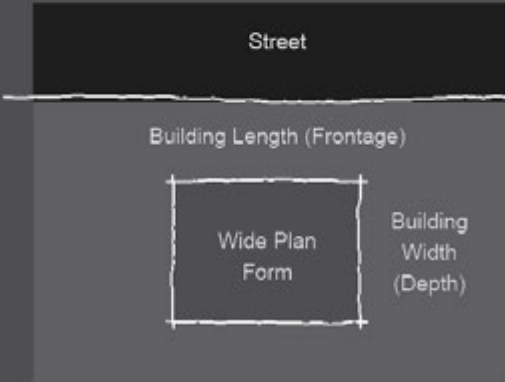 Street
Building Length (Frontage)
Wide Plan
Form
Building
Width
(Depth)